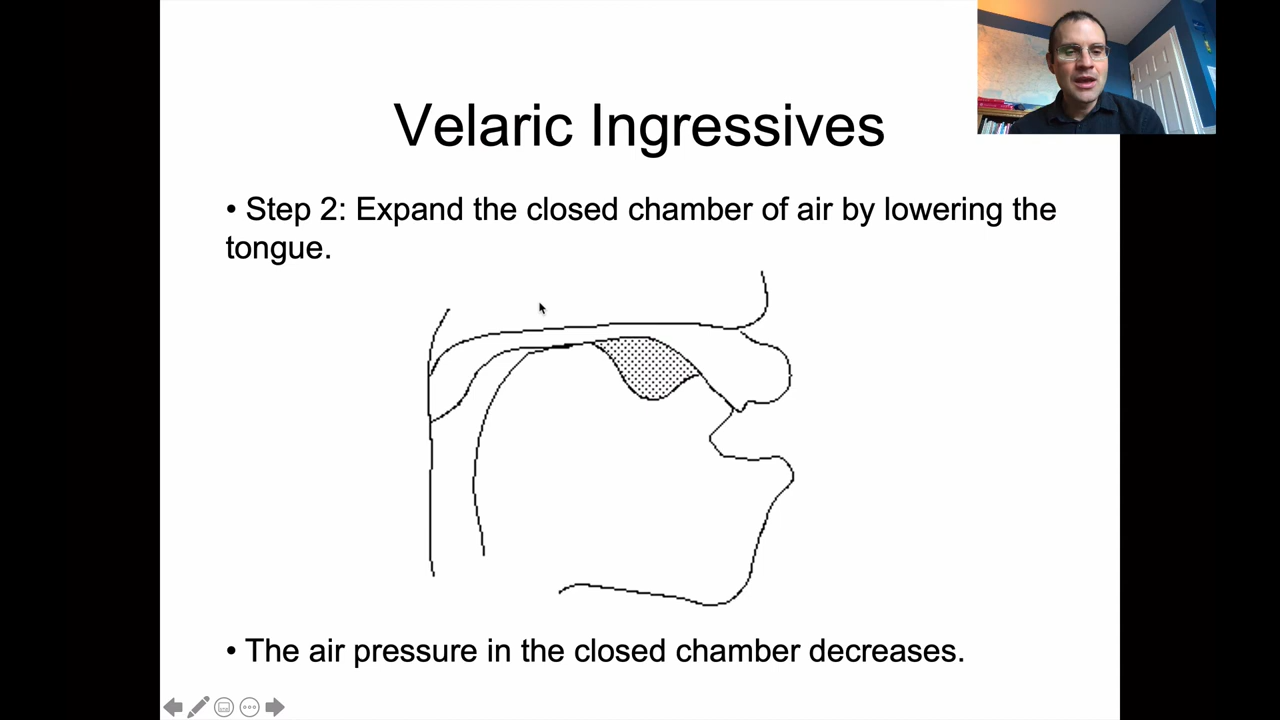 Velaric Ingressives
• Step 2: Expand the closed chamber of air by lowering the
tongue.
• The air pressure in the closed chamber decreases.